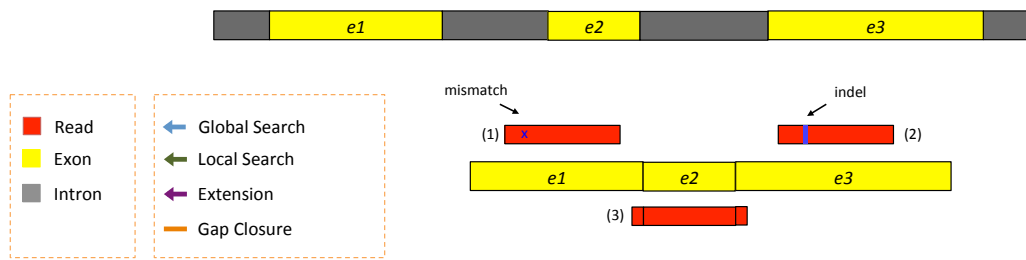 e1 e2 e3
mismatch indel
Read Global Search (1) x (2)
Exon Local Search e1 e2 e3
Intron Extension (3)
Gap Closure